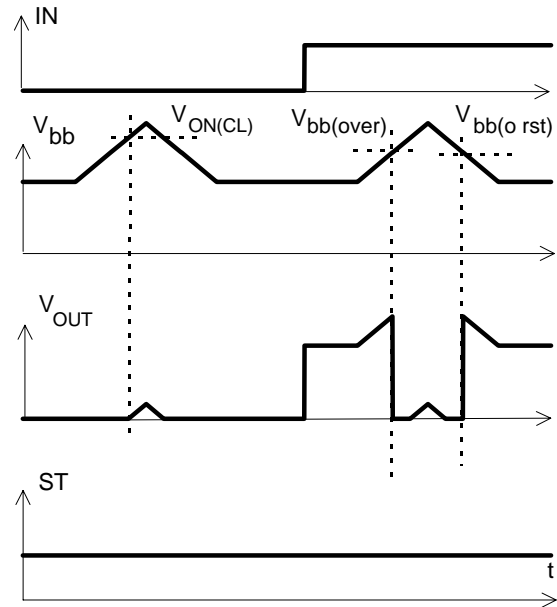 IN
Vbb
VON(CL)
Vbb(over)
Vbb(o rst)
VOUT
ST
t